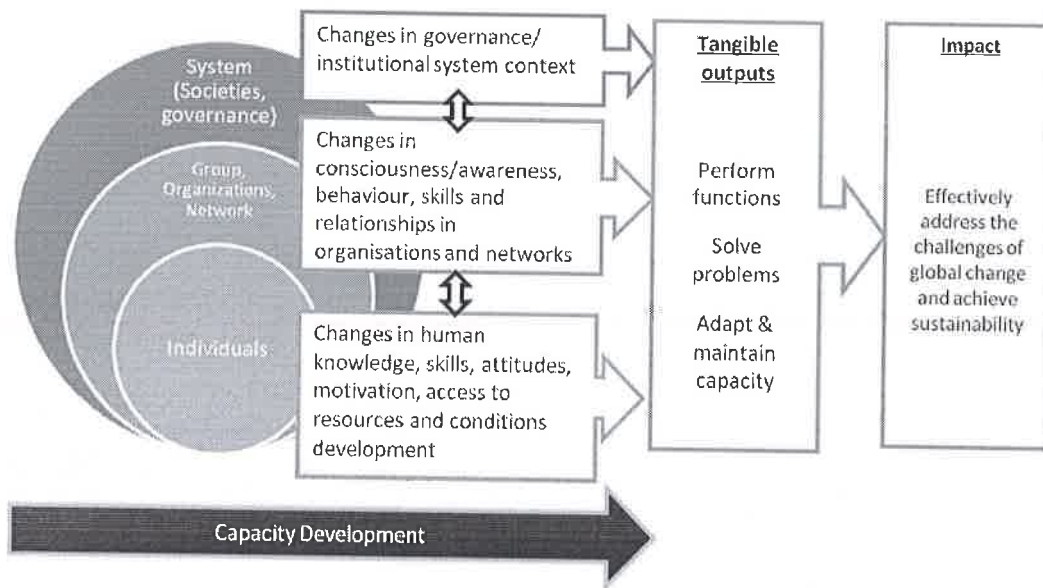 System
(Societies,
governance)
Group,
Organizations,
Network
Individuals
Changes in governance/
institutional system context
Changes in
consciousness/awareness,
behaviour, skills and
relationships in
organisations and networks
Changes in human
knowledge, skills, attitudes,
motivation, access to
resources and conditions
development
Tangible
outputs
Perform
functions
Solve
problems
Adapt &
maintain
capacity
Impact
Effectively
address the
challenges of
global change
and achieve
sustainability
Capacity Development